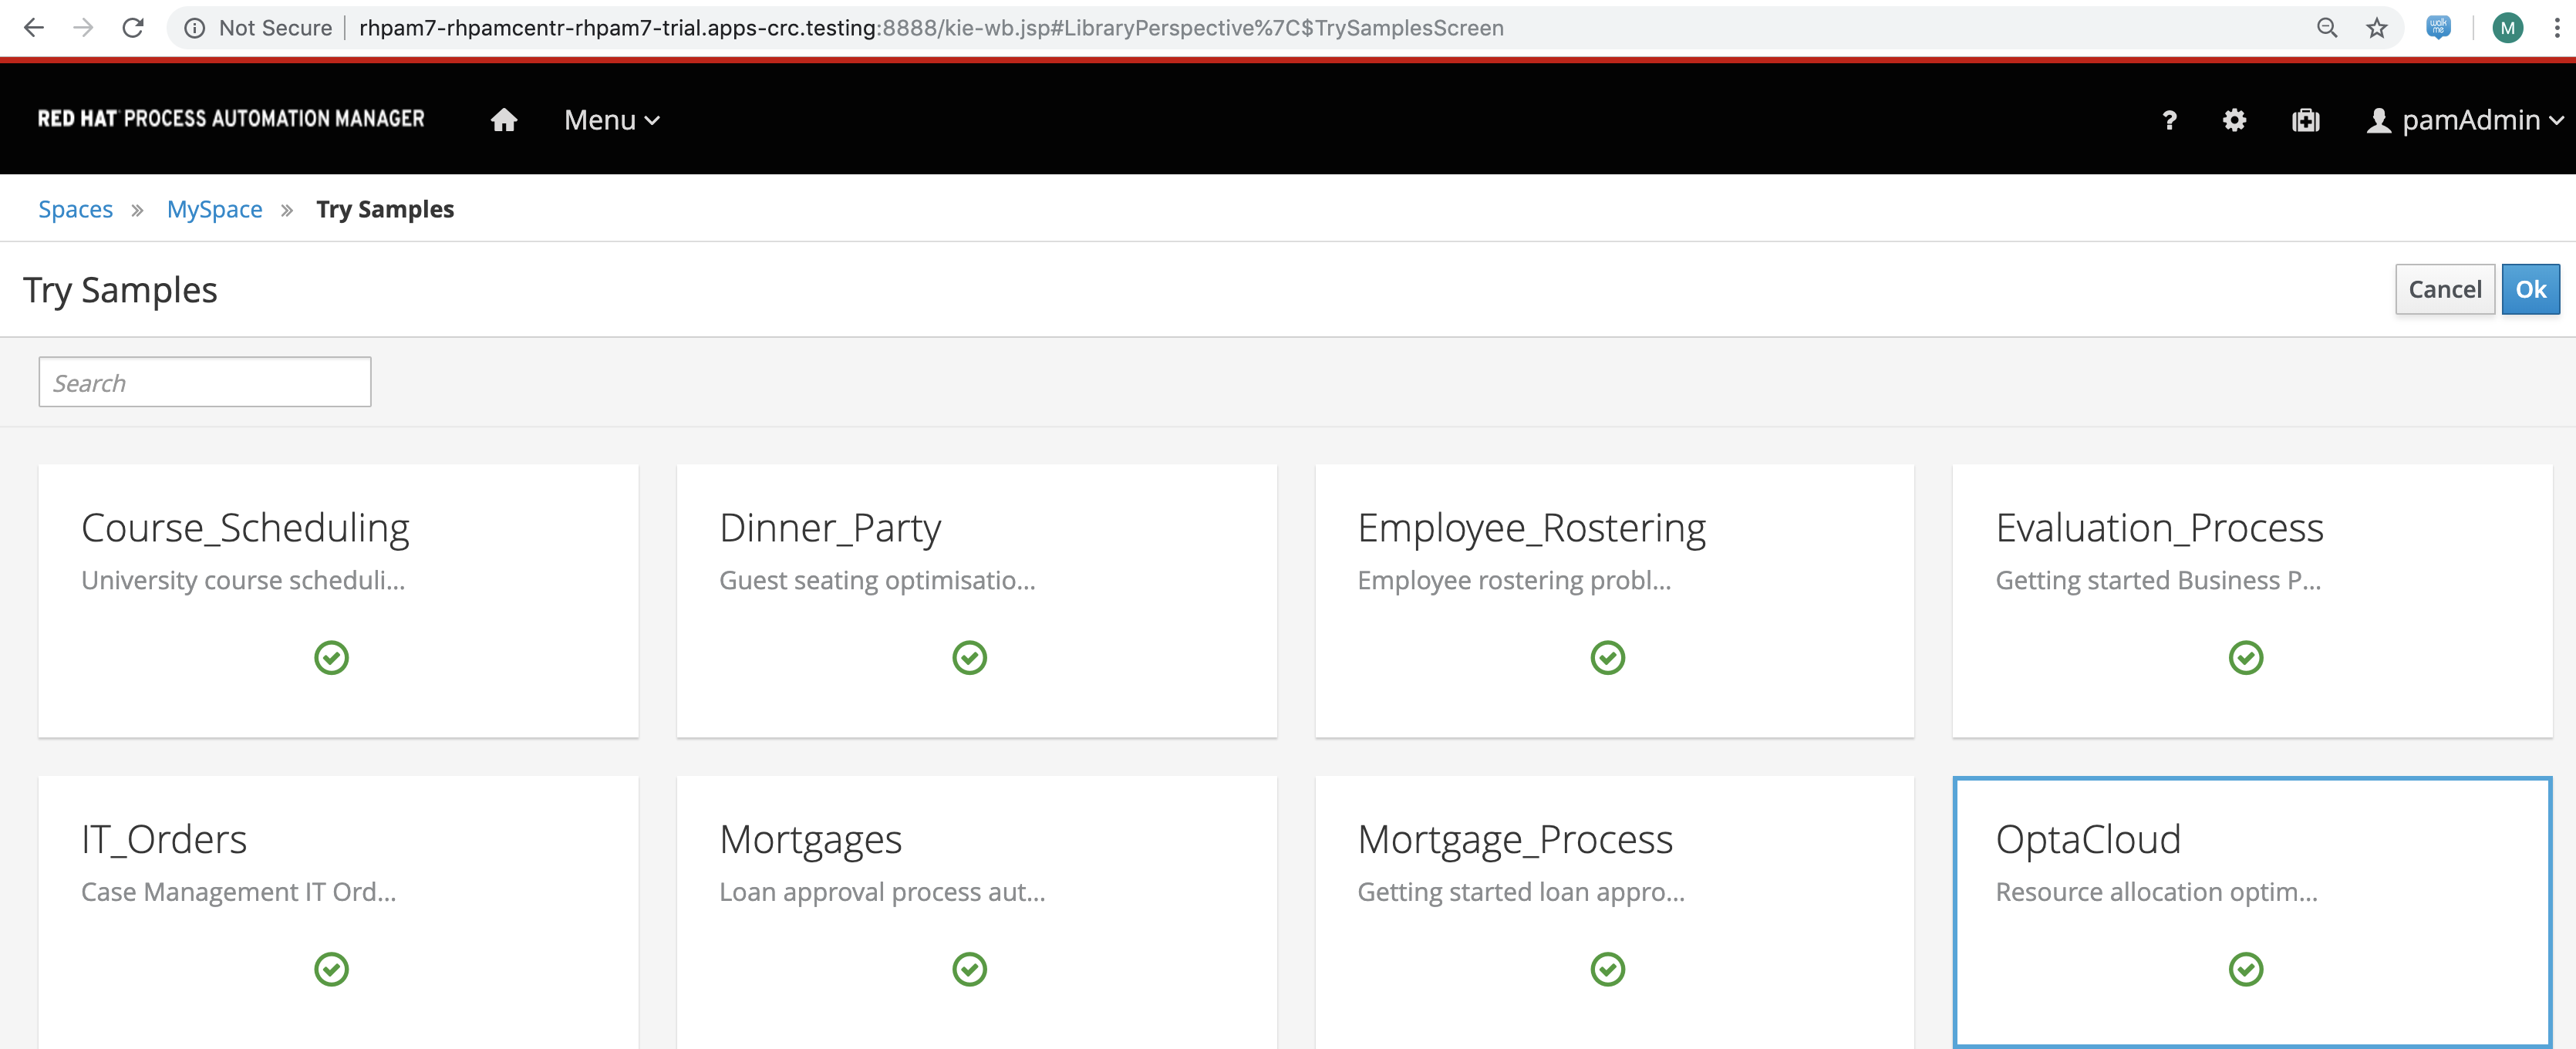 Not Secure rhpam7-rhpamcentr-rhpam7-trial.apps-crc.testing:8888/kie-wb.jsp#LibraryPerspective%7C$TrySamplesScreen
walk me
M
RED HAT PROCESS AUTOMATION MANAGER
Menu
?
pamAdmin
Spaces » MySpace » Try Samples
Try Samples
Cancel
Ok
Search
Course_Scheduling
University course scheduli...
Dinner_Party
Guest seating optimisatio...
Employee_Rostering
Employee rostering probl...
Evaluation_Process
Getting started Business P...
IT_Orders
Case Management IT Ord...
Mortgages
Loan approval process aut...
Mortgage_Process
Getting started loan appro...
OptaCloud
Resource allocation optim...